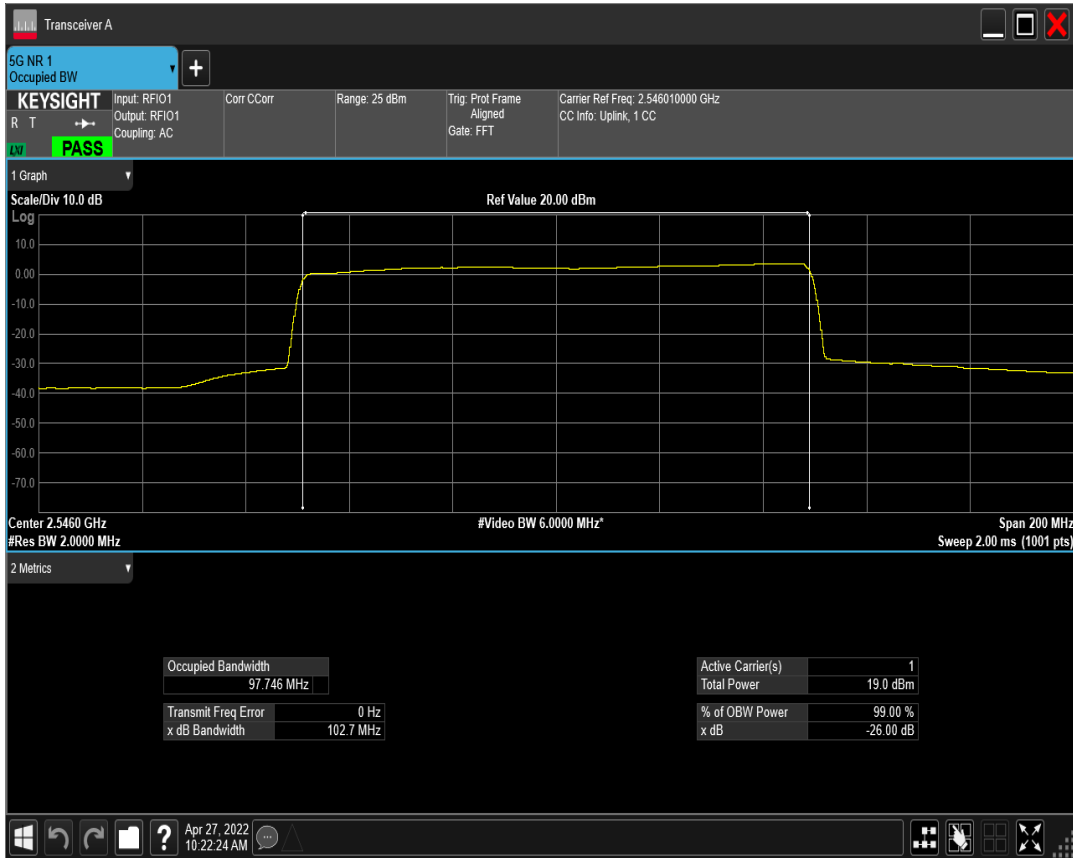 Transceiver A
5G NR 1
Occupied BW
KEYSIGHT
R T
LXI
PASS
Input: RFIO1
Output: RFIO1
Coupling: AC
Corr CCorr
Range: 25 dBm
Trig: Prot Frame
Aligned
Gate: FFT
Carrier Ref Freq: 2.546010000 GHz
CC Info: Uplink, 1 CC
1 Graph
Scale/Div 10.0 dB
Ref Value 20.00 dBm
Log
10.0
0.00
-10.0
-20.0
-30.0
-40.0
-50.0
-60.0
-70.0
Center 2.5460 GHz
#Video BW 6.0000 MHz*
Span 200 MHz
#Res BW 2.0000 MHz
Sweep 2.00 ms (1001 pts)
2 Metrics
Occupied Bandwidth
97.746 MHz
Transmit Freq Error 0 Hz
x dB Bandwidth 102.7 MHz
Active Carrier(s) 1
Total Power 19.0 dBm
% of OBW Power 99.00 %
x dB -26.00 dB
Apr 27, 2022
10:22:24 AM